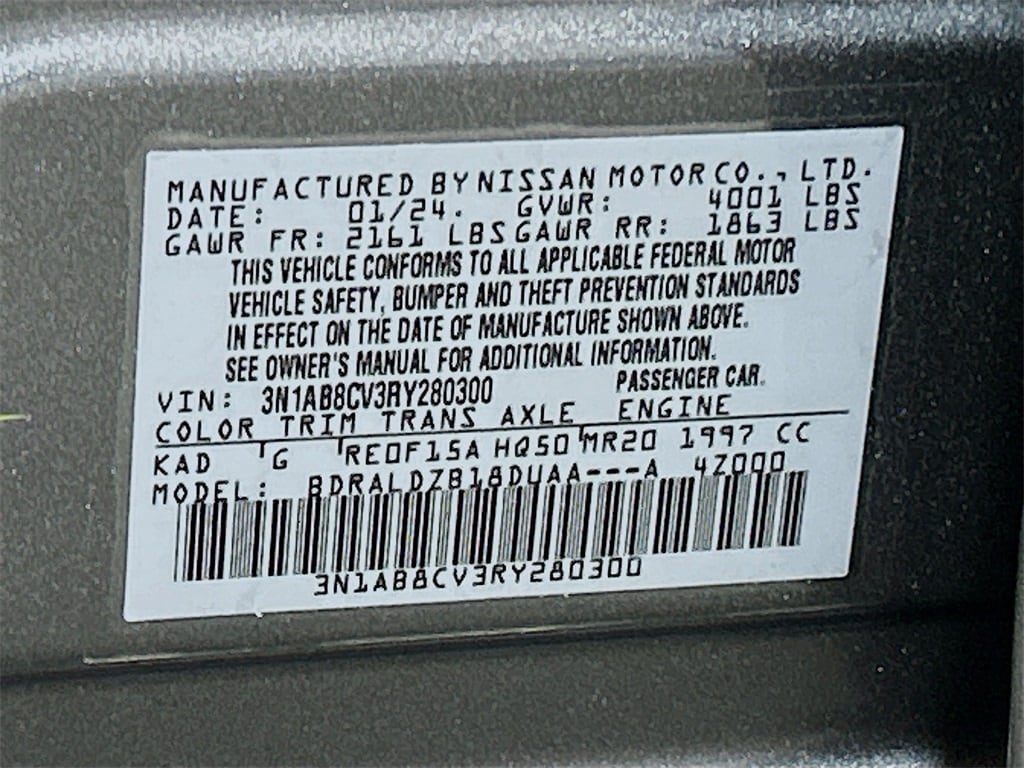 MANUFACTURED BY NISSAN MOTOR CO., LTD.
DATE: 01/24. GVWR: 4001 LBS
GAWR FR: 2161 LBS GAWR RR: 1863 LBS
THIS VEHICLE CONFORMS TO ALL APPLICABLE FEDERAL MOTOR
VEHICLE SAFETY, BUMPER AND THEFT PREVENTION STANDARDS
IN EFFECT ON THE DATE OF MANUFACTURE SHOWN ABOVE.
SEE OWNER'S MANUAL FOR ADDITIONAL INFORMATION.
VIN: 3N1AB8CV3RY280300 PASSENGER CAR.
COLOR TRIM TRANS AXLE ENGINE
KAD G RE0F15A HQ50 MR20 1997 CC
MODEL: BDRALDZB18DUAA---A 4Z000
3N1AB8CV3RY280300